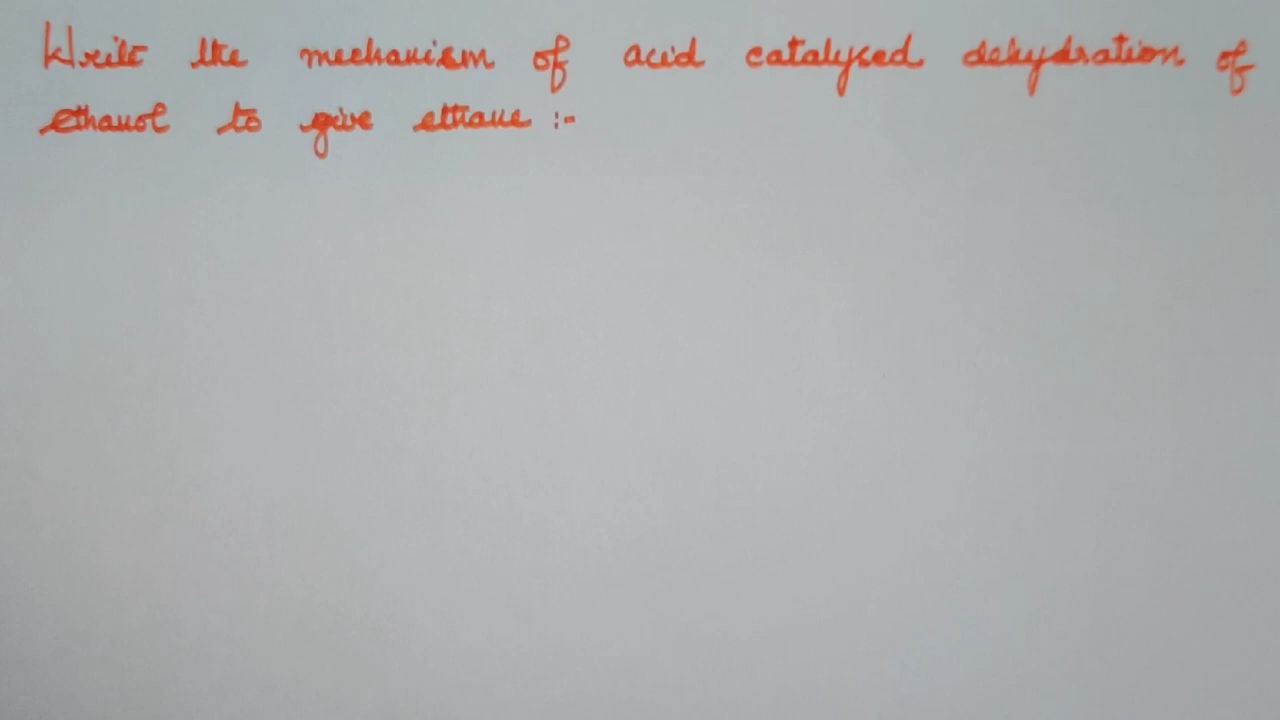 Write the mechanism of acid catalysed dehydration of
ethanol to give ethane :-